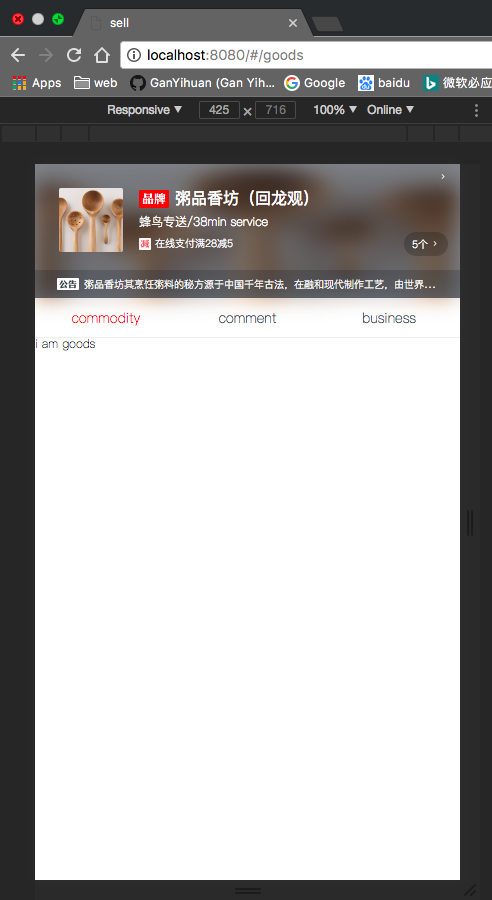 sell
localhost:8080/#/goods
Apps web GanYihuan (Gan Yih... Google baidu 微软必应
Responsive 425 × 716 100% Online
品牌 粥品香坊（回龙观）
蜂鸟专送/38min service
减 在线支付满28减5
5个 >
公告 粥品香坊其烹饪粥料的秘方源于中国千年古法，在融和现代制作工艺，由世界...
commodity comment business
i am goods